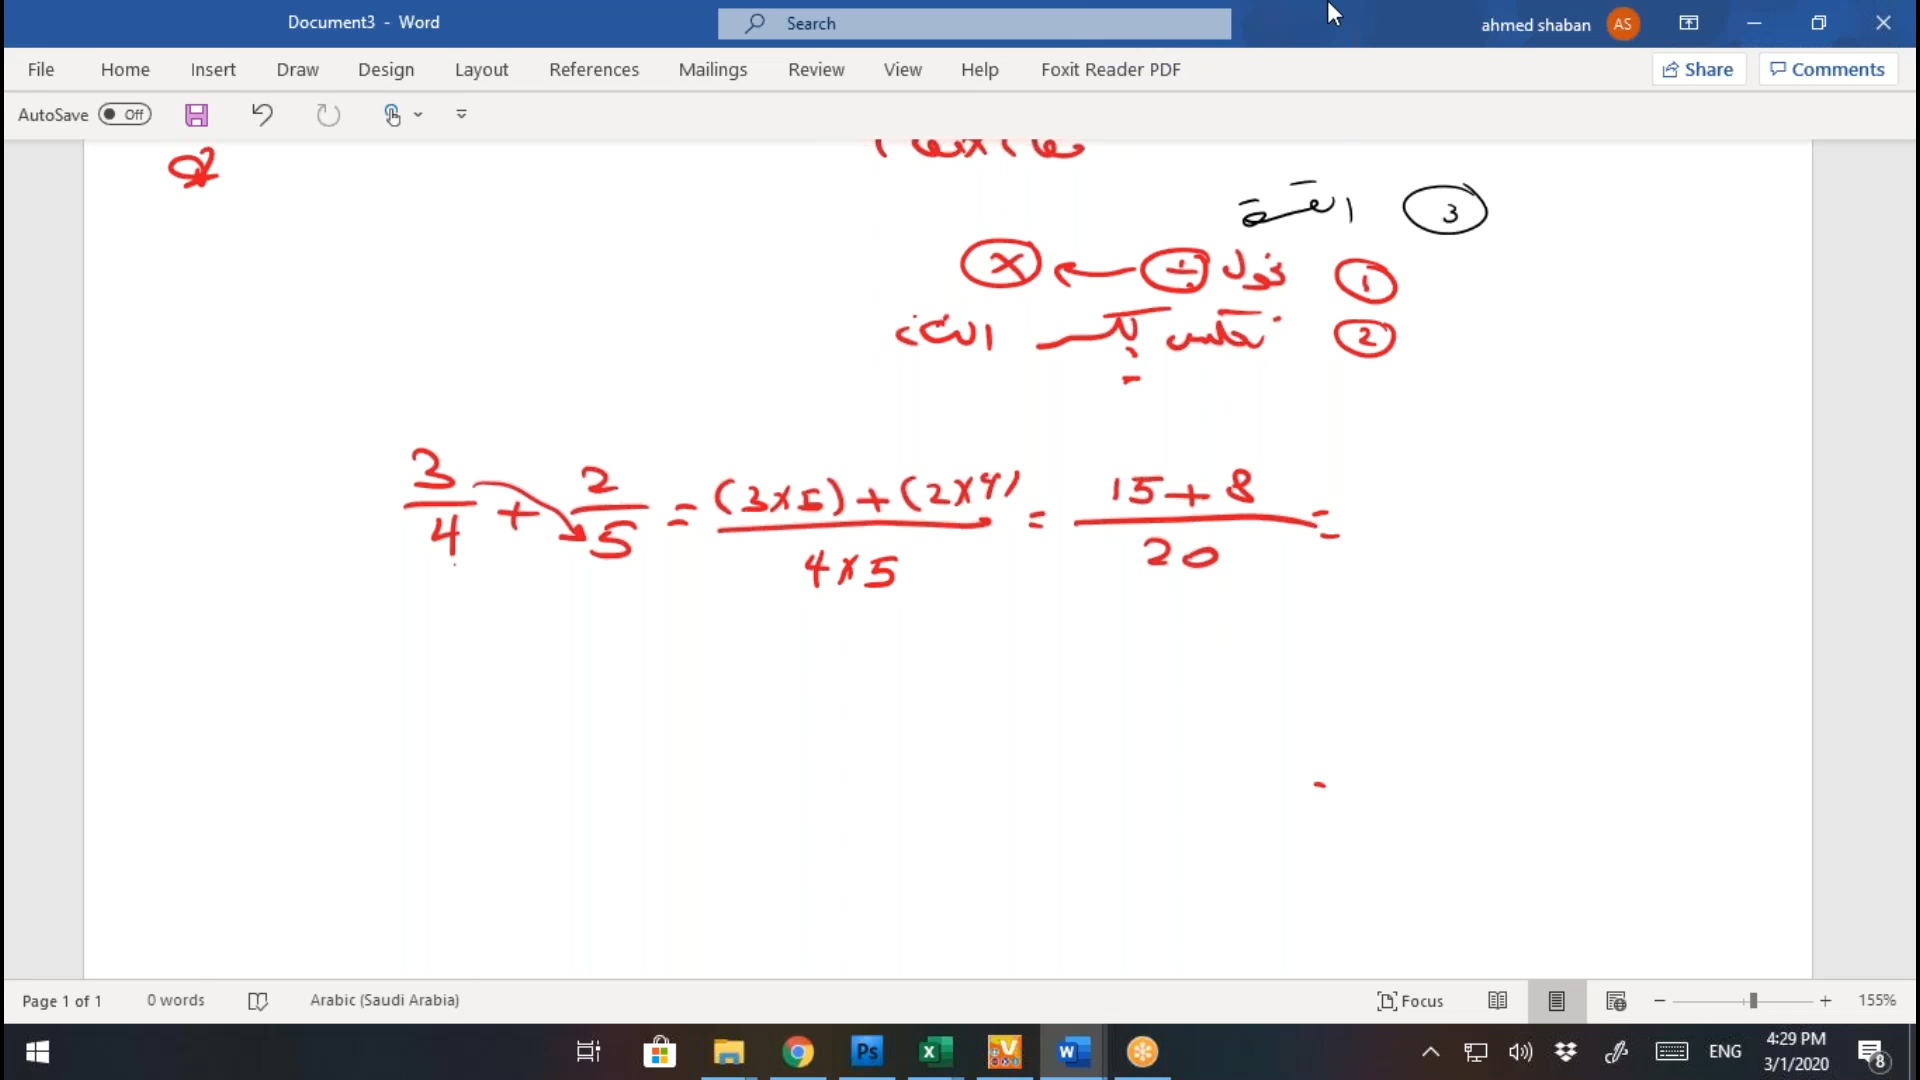 Document3 - Word
Search
ahmed shaban AS
File Home Insert Draw Design Layout References Mailings Review View Help Foxit Reader PDF
Share Comments
AutoSave Off
3 القسمة
1 نحول ÷ ← ×
2 نعكس الكسر الثاني
3/4 + 2/5 = (3×5)+(2×4) / 4×5 = 15+8 / 20 =
Page 1 of 1 0 words Arabic (Saudi Arabia) Focus 155%
ENG 4:29 PM
3/1/2020 8